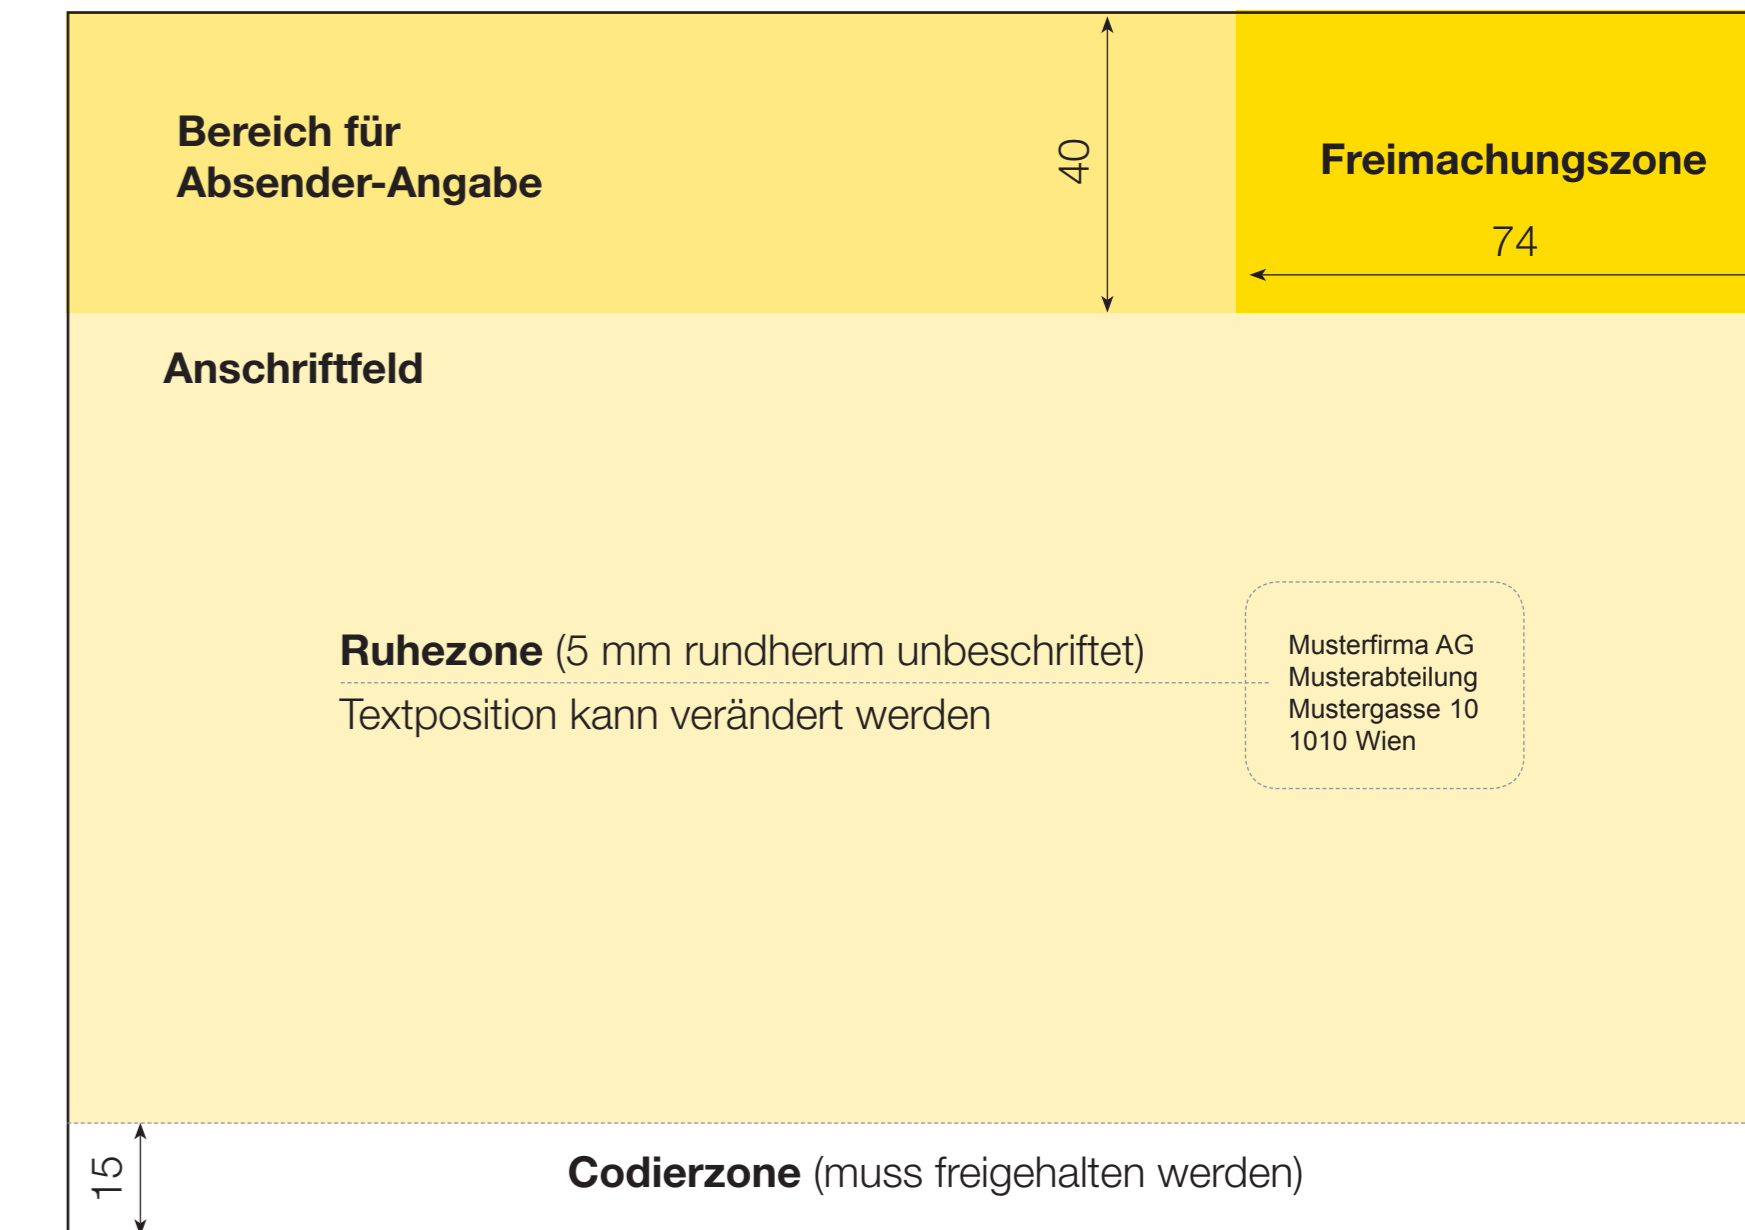 Bereich für
Absender-Angabe
40
Freimachungszone
74
Anschriftfeld
Ruhezone (5 mm rundherum unbeschriftet)
Textposition kann verändert werden
Musterfirma AG
Musterabteilung
Mustergasse 10
1010 Wien
15
Codierzone (muss freigehalten werden)